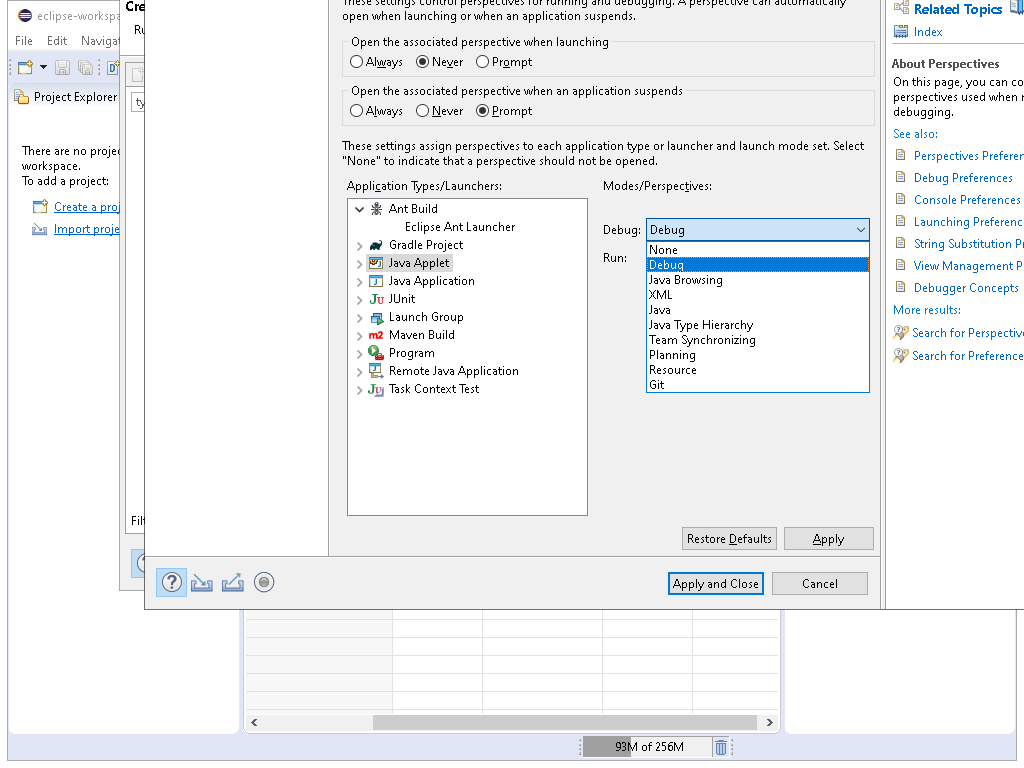 eclipse-workspa
File Edit Navigat
Project Explorer
There are no projec
workspace.
To add a project:
Create a proj
Import proje
Cre
Ru
ty
Filt
These settings control perspectives for running and debugging. A perspective can automatically
open when launching or when an application suspends.
Open the associated perspective when launching
Always Never Prompt
Open the associated perspective when an application suspends
Always Never Prompt
These settings assign perspectives to each application type or launcher and launch mode set. Select
"None" to indicate that a perspective should not be opened.
Application Types/Launchers:
Ant Build
Eclipse Ant Launcher
Gradle Project
Java Applet
Java Application
JUnit
Launch Group
Maven Build
Program
Remote Java Application
Task Context Test
Modes/Perspectives:
Debug: Debug
Run:
None
Debug
Java Browsing
XML
Java
Java Type Hierarchy
Team Synchronizing
Planning
Resource
Git
Restore Defaults Apply
Apply and Close Cancel
Related Topics
Index
About Perspectives
On this page, you can co
perspectives used when r
debugging.
See also:
Perspectives Preferen
Debug Preferences
Console Preferences
Launching Preferenc
String Substitution Pr
View Management P
Debugger Concepts
More results:
Search for Perspective
Search for Preference
93M of 256M